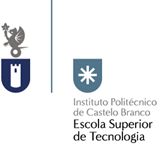 Instituto Politécnico
de Castelo Branco
Escola Superior
de Tecnologia